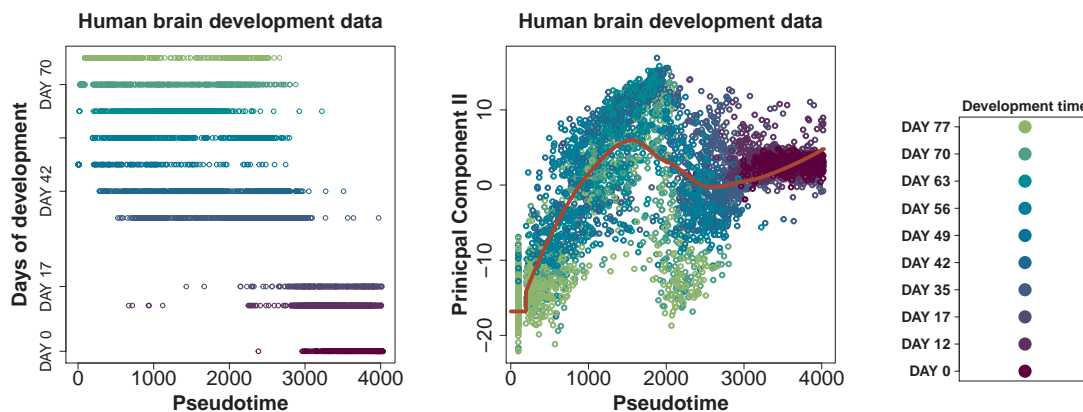 Human brain development data
Days of development
DAY 70
DAY 42
DAY 17
DAY 0
0 1000 2000 3000 4000
Pseudotime
Human brain development data
Prinicpal Component II
10
0
−10
−20
0 1000 2000 3000 4000
Pseudotime
Development time
DAY 77
DAY 70
DAY 63
DAY 56
DAY 49
DAY 42
DAY 35
DAY 17
DAY 12
DAY 0